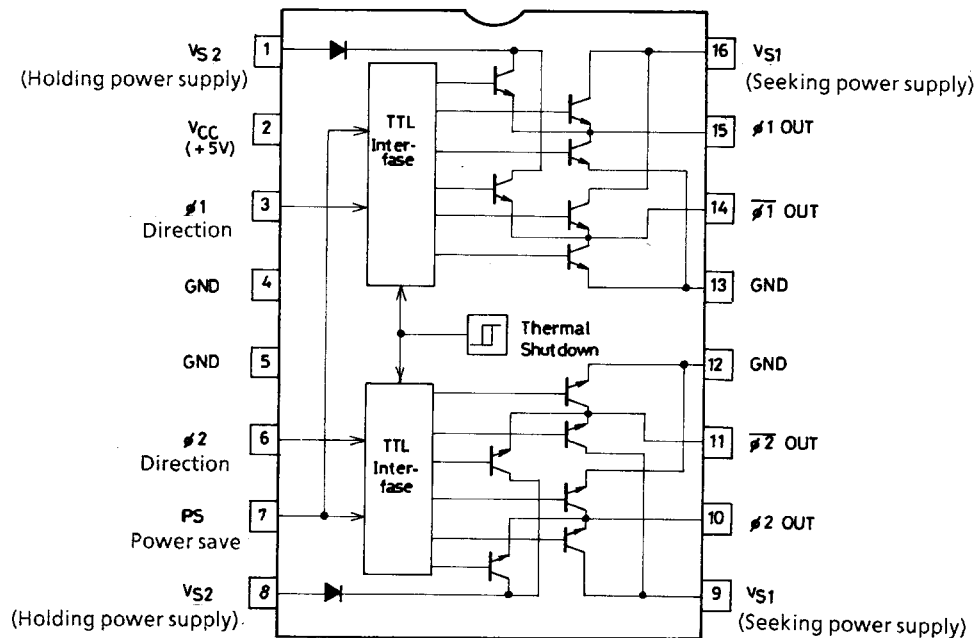 1
VS2
(Holding power supply)
2
VCC
(+5V)
3
ø1
Direction
4
GND
5
GND
6
ø2
Direction
7
PS
Power save
8
VS2
(Holding power supply)
TTL
Inter-
fase
Thermal
Shutdown
TTL
Inter-
fase
16
VS1
(Seeking power supply)
15
ø1 OUT
14
ø1̅ OUT
13
GND
12
GND
11
ø2̅ OUT
10
ø2 OUT
9
VS1
(Seeking power supply)